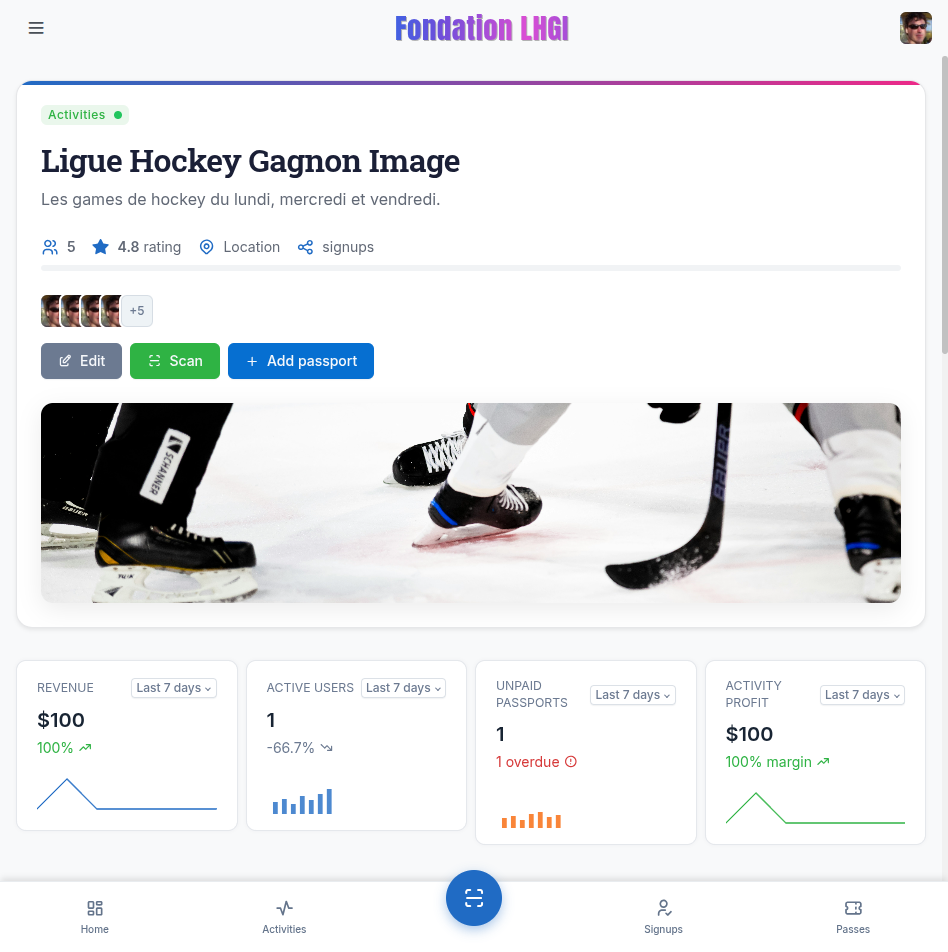 Fondation LHGI
Activities
Ligue Hockey Gagnon Image
Les games de hockey du lundi, mercredi et vendredi.
5 4.8 rating Location signups
+5
Edit Scan Add passport
SCHANNER
BAUER
BAUER
REVENUE Last 7 days
$100
100%
ACTIVE USERS Last 7 days
1
-66.7%
UNPAID
PASSPORTS Last 7 days
1
1 overdue
ACTIVITY
PROFIT Last 7 days
$100
100% margin
Home Activities Signups Passes